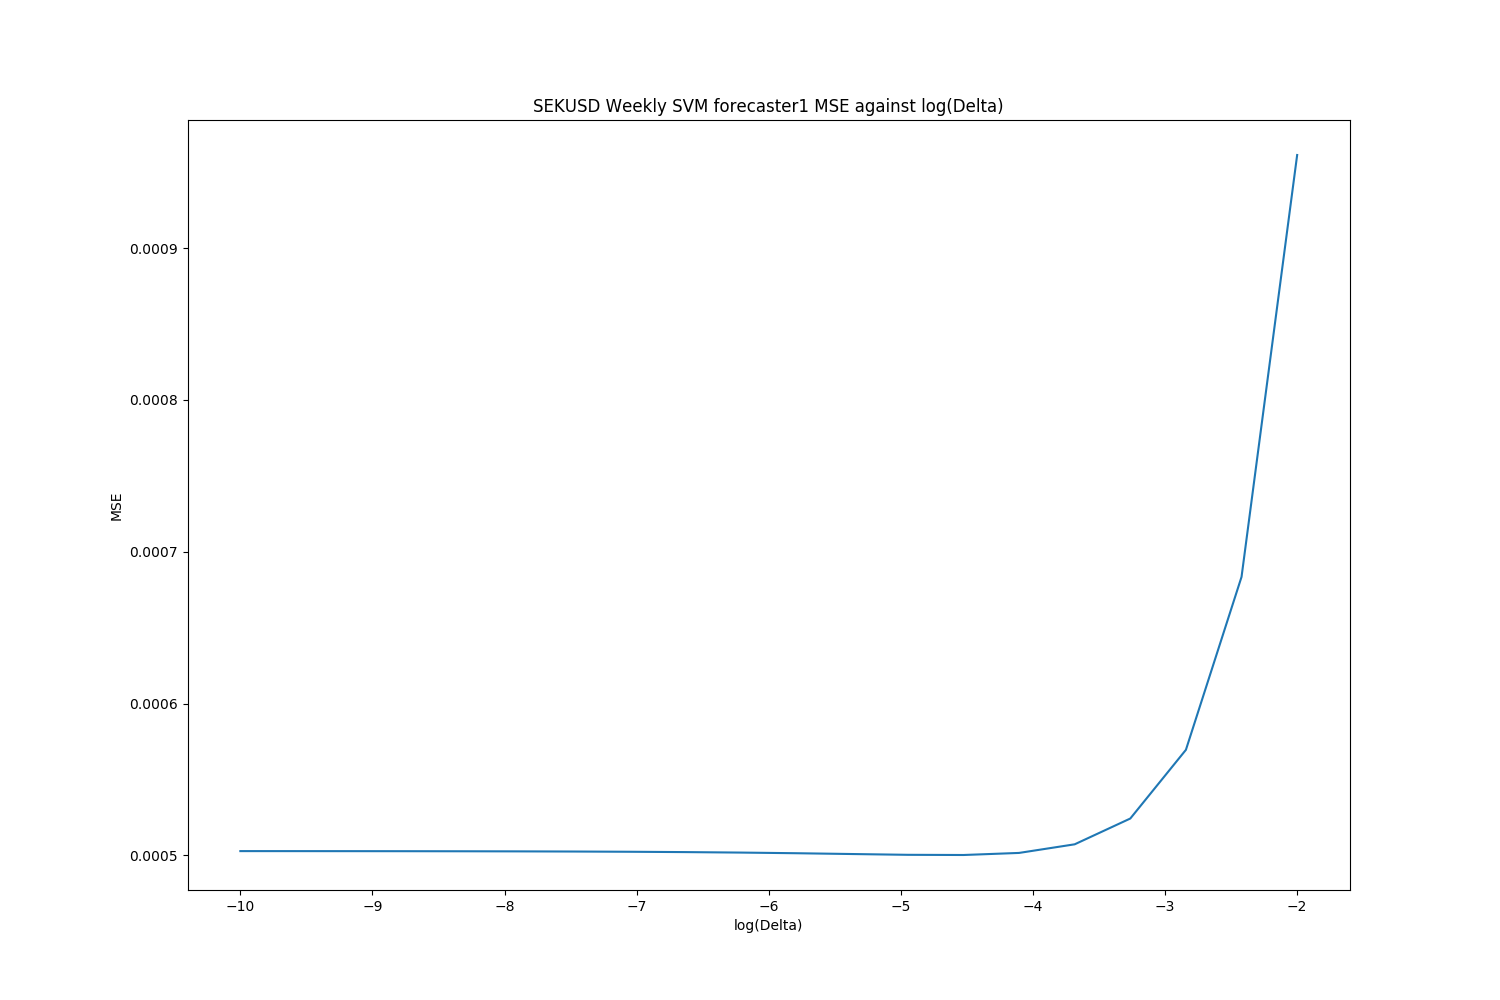 SEKUSD Weekly SVM forecaster1 MSE against log(Delta)
0.0009
0.0008
0.0007
0.0006
0.0005
MSE
−10 −9 −8 −7 −6 −5 −4 −3 −2
log(Delta)